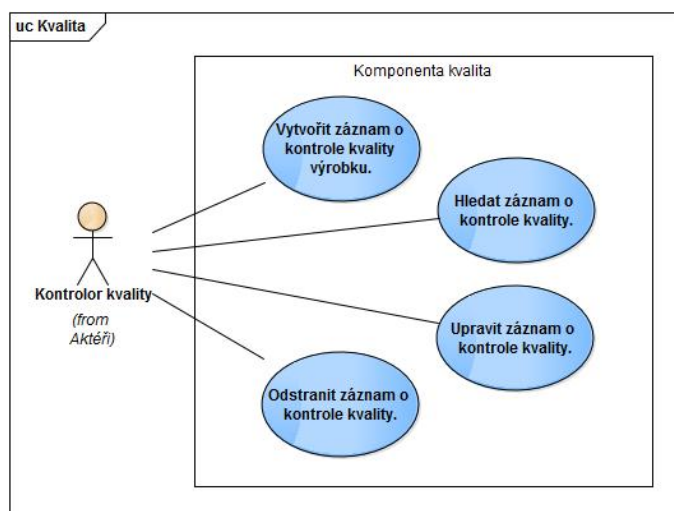 uc Kvalita
Komponenta kvalita
Vytvořit záznam o
kontrole kvality
výrobku.
Hledat záznam o
kontrole kvality.
Kontrolor kvality
(from
Aktéři)
Upravit záznam o
kontrole kvality.
Odstranit záznam o
kontrole kvality.